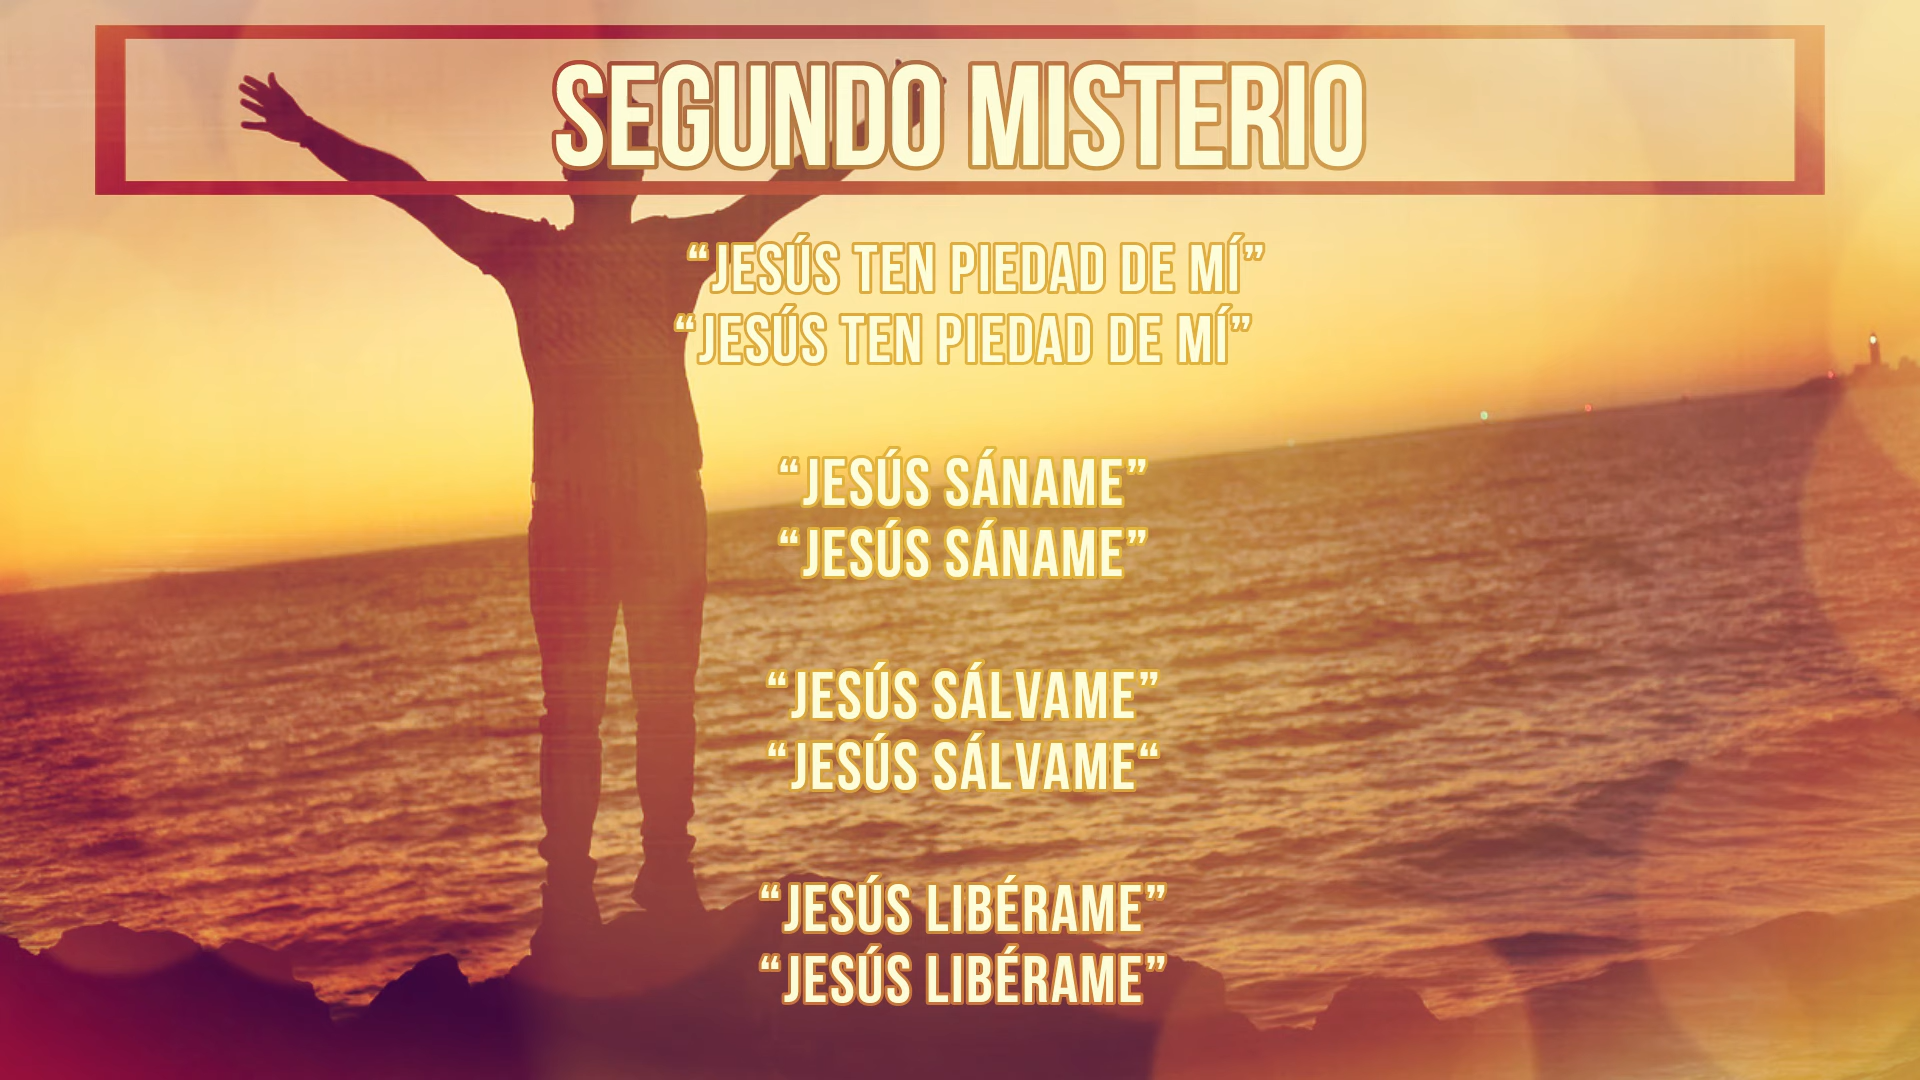 SEGUNDO MISTERIO
“JESÚS TEN PIEDAD DE MÍ”
“JESÚS TEN PIEDAD DE MÍ”
“JESÚS SÁNAME”
“JESÚS SÁNAME”
“JESÚS SÁLVAME”
“JESÚS SÁLVAME“
“JESÚS LIBÉRAME”
“JESÚS LIBÉRAME”